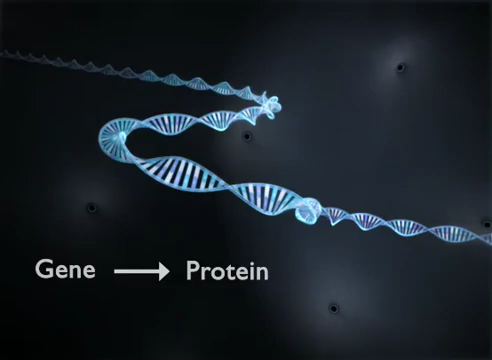 Gene → Protein